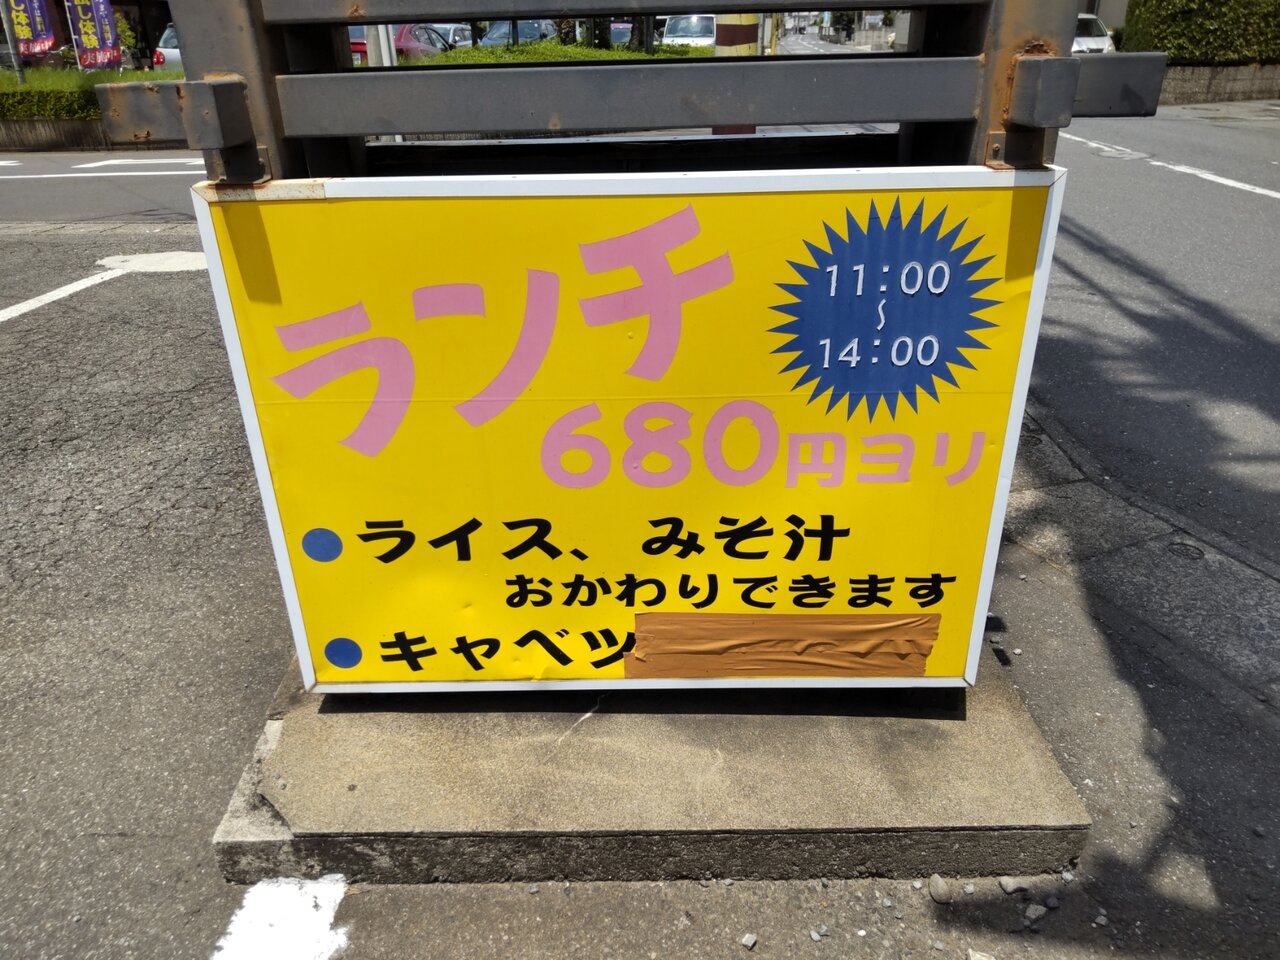 ランチ
11:00
〜
14:00
680円ヨリ
●ライス、みそ汁
おかわりできます
●キャベツ